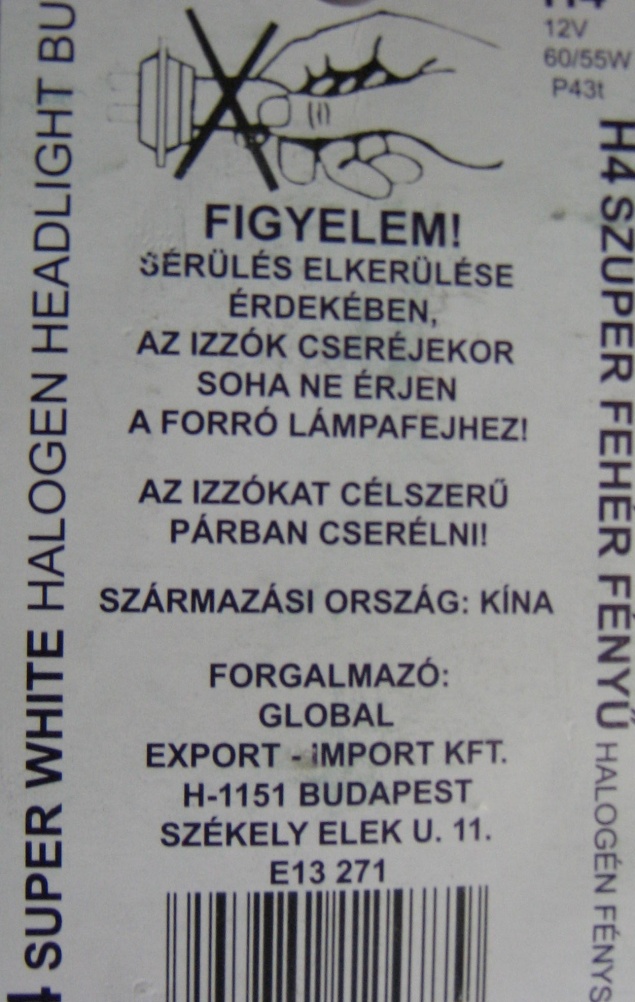 12V
60/55W
P43t
FIGYELEM!
SÉRÜLÉS ELKERÜLÉSE
ÉRDEKÉBEN,
AZ IZZÓK CSERÉJEKOR
SOHA NE ÉRJEN
A FORRÓ LÁMPAFEJHEZ!
AZ IZZÓKAT CÉLSZERŰ
PÁRBAN CSERÉLNI!
SZÁRMAZÁSI ORSZÁG: KÍNA
FORGALMAZÓ:
GLOBAL
EXPORT - IMPORT KFT.
H-1151 BUDAPEST
SZÉKELY ELEK U. 11.
E13 271
SUPER WHITE HALOGEN HEADLIGHT
H4 SZUPER FEHÉR FÉNYŰ HALOGÉN